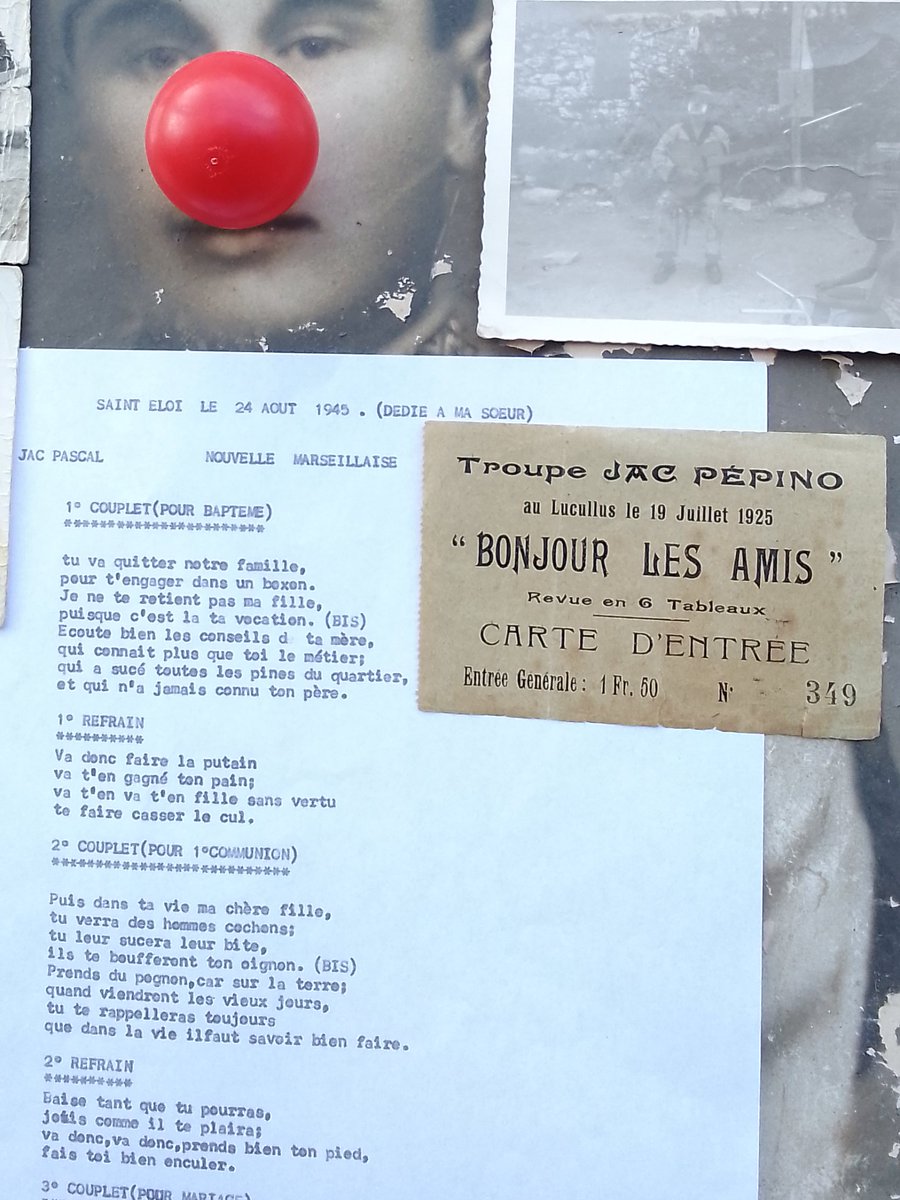 SAINT ELOI LE 24 AOUT 1945 . (DEDIE A MA SOEUR)
JAC PASCAL NOUVELLE MARSEILLAISE
1° COUPLET(POUR BAPTEME)
***********************
tu va quitter notre famille,
pour t'engager dans un boxon.
Je ne te retient pas ma fille,
puisque c'est la ta vocation. (BIS)
Ecoute bien les conseils d ta mère,
qui connait plus que toi le métier;
qui a sucé toutes les pines du quartier,
et qui n'a jamais connu ton père.
1° REFRAIN
**********
Va donc faire la putain
va t'en gagné ton pain;
va t'en va t'en fille sans vertu
te faire casser le cul.
2° COUPLET(POUR 1°COMMUNION)
***************************
Puis dans ta vie ma chère fille,
tu verra des hommes cochons;
tu leur sucera leur bite,
ils te boufferont ton oignon. (BIS)
Prends du pognon,car sur la terre;
quand viendront les vieux jours,
tu te rappelleras toujours
que dans la vie ilfaut savoir bien faire.
2° REFRAIN
**********
Baise tant que tu pourras,
comme il te plaira;
va donc,va donc,prends bien ton pied,
fais toi bien enculer.
3° COUPLET(POUR MARIAGE)
Troupe JAC PÉPINO
au Lucullus le 19 Juillet 1925
“ BONJOUR LES AMIS ”
Revue en 6 Tableaux
CARTE D'ENTRÉE
Entrée Générale : 1 Fr. 50 N° 349